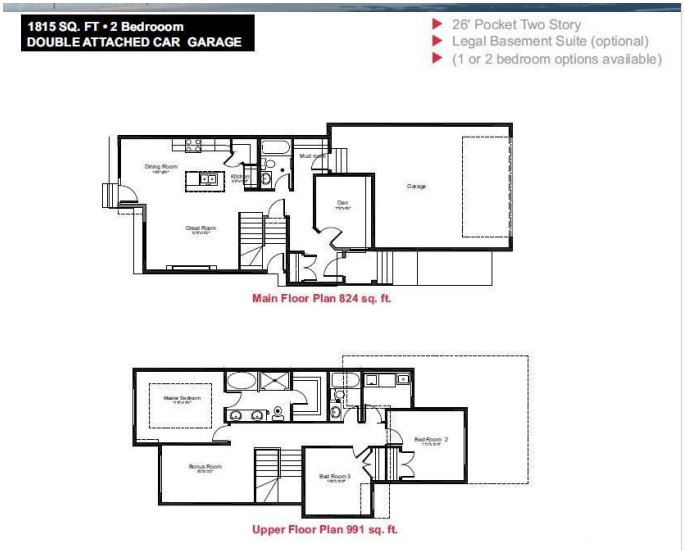 1815 SQ. FT • 2 Bedrooom
DOUBLE ATTACHED CAR GARAGE
26' Pocket Two Story
Legal Basement Suite (optional)
(1 or 2 bedroom options available)
Dining Room
Kitchen
Mud room
Great Room
Den
Garage
Main Floor Plan 824 sq. ft.
Master Bedroom
Bonus Room
Bed Room 3
Bed Room 2
Upper Floor Plan 991 sq. ft.